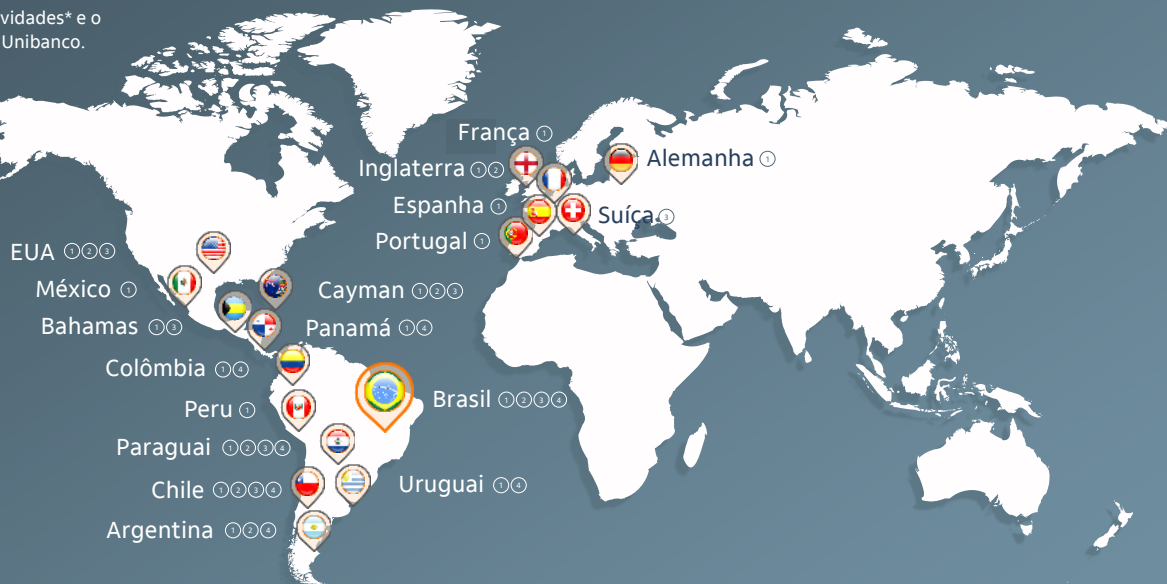 vidades* e o
Unibanco.
França ①
Inglaterra ①②
Alemanha ①
Espanha ①
Suíça ③
Portugal ①
EUA ①②③
México ①
Cayman ①②③
Bahamas ①③
Panamá ①④
Colômbia ①④
Brasil ①②③④
Peru ①
Paraguai ①②③④
Chile ①②③④
Uruguai ①④
Argentina ①②④